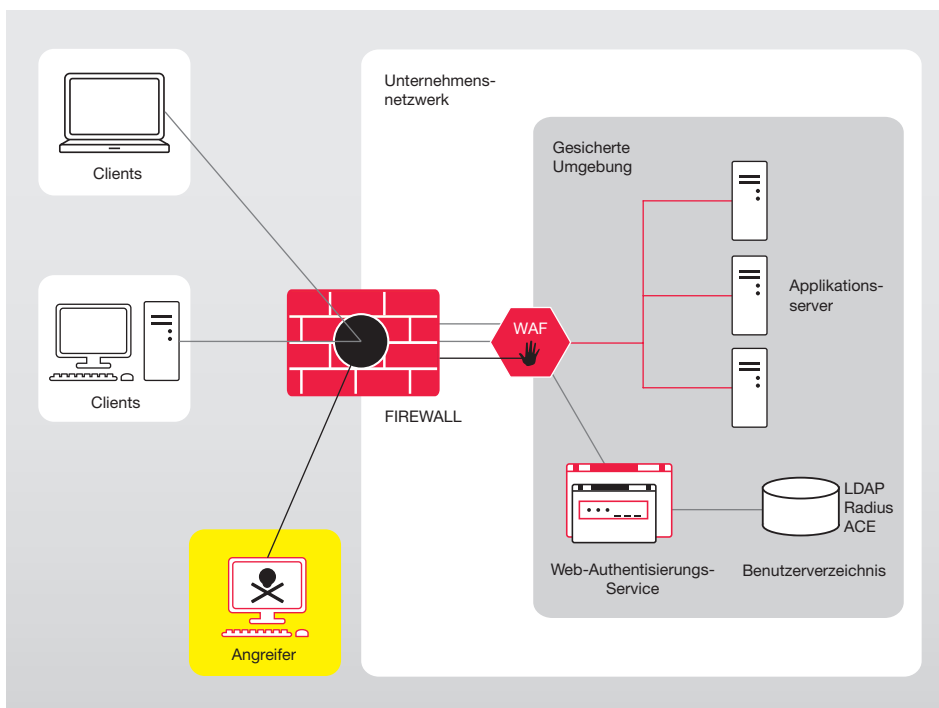 Clients
Clients
Angreifer
Unternehmens-
netzwerk
FIREWALL
WAF
Gesicherte
Umgebung
Applikations-
server
Web-Authentisierungs-
Service
LDAP
Radius
ACE
Benutzerverzeichnis